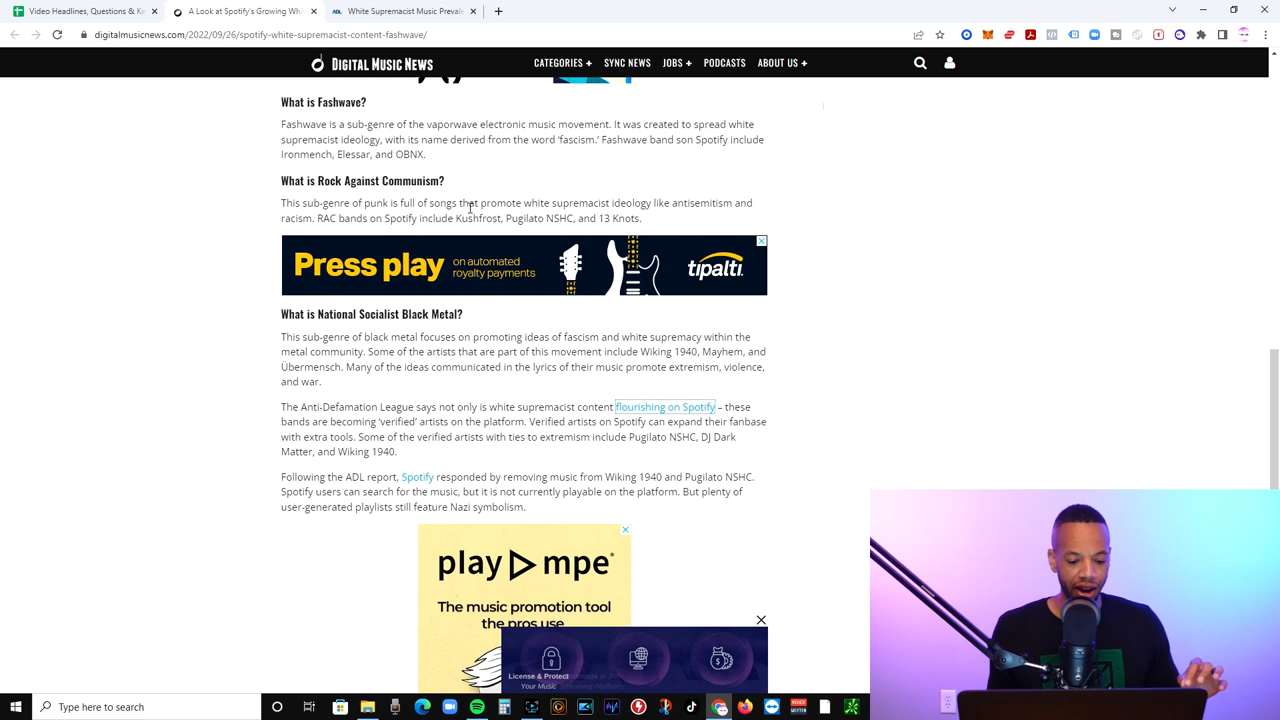 Video Headlines, Questions & Ke
A Look at Spotify's Growing Whi
ADL White Supremacist Music Prevale
digitalmusicnews.com/2022/09/26/spotify-white-supremacist-content-fashwave/
DIGITAL MUSIC NEWS CATEGORIES + SYNC NEWS JOBS + PODCASTS ABOUT US +
What is Fashwave?
Fashwave is a sub-genre of the vaporwave electronic music movement. It was created to spread white
supremacist ideology, with its name derived from the word ‘fascism.’ Fashwave band son Spotify include
Ironmench, Elessar, and OBNX.
What is Rock Against Communism?
This sub-genre of punk is full of songs that promote white supremacist ideology like antisemitism and
racism. RAC bands on Spotify include Kushfrost, Pugilato NSHC, and 13 Knots.
Press play on automated royalty payments tipalti.
What is National Socialist Black Metal?
This sub-genre of black metal focuses on promoting ideas of fascism and white supremacy within the
metal community. Some of the artists that are part of this movement include Wiking 1940, Mayhem, and
Übermensch. Many of the ideas communicated in the lyrics of their music promote extremism, violence,
and war.
The Anti-Defamation League says not only is white supremacist content flourishing on Spotify – these
bands are becoming ‘verified’ artists on the platform. Verified artists on Spotify can expand their fanbase
with extra tools. Some of the verified artists with ties to extremism include Pugilato NSHC, DJ Dark
Matter, and Wiking 1940.
Following the ADL report, Spotify responded by removing music from Wiking 1940 and Pugilato NSHC.
Spotify users can search for the music, but it is not currently playable on the platform. But plenty of
user-generated playlists still feature Nazi symbolism.
play mpe
The music promotion tool
the pros use
License & Protect
Your Music
Type here to search